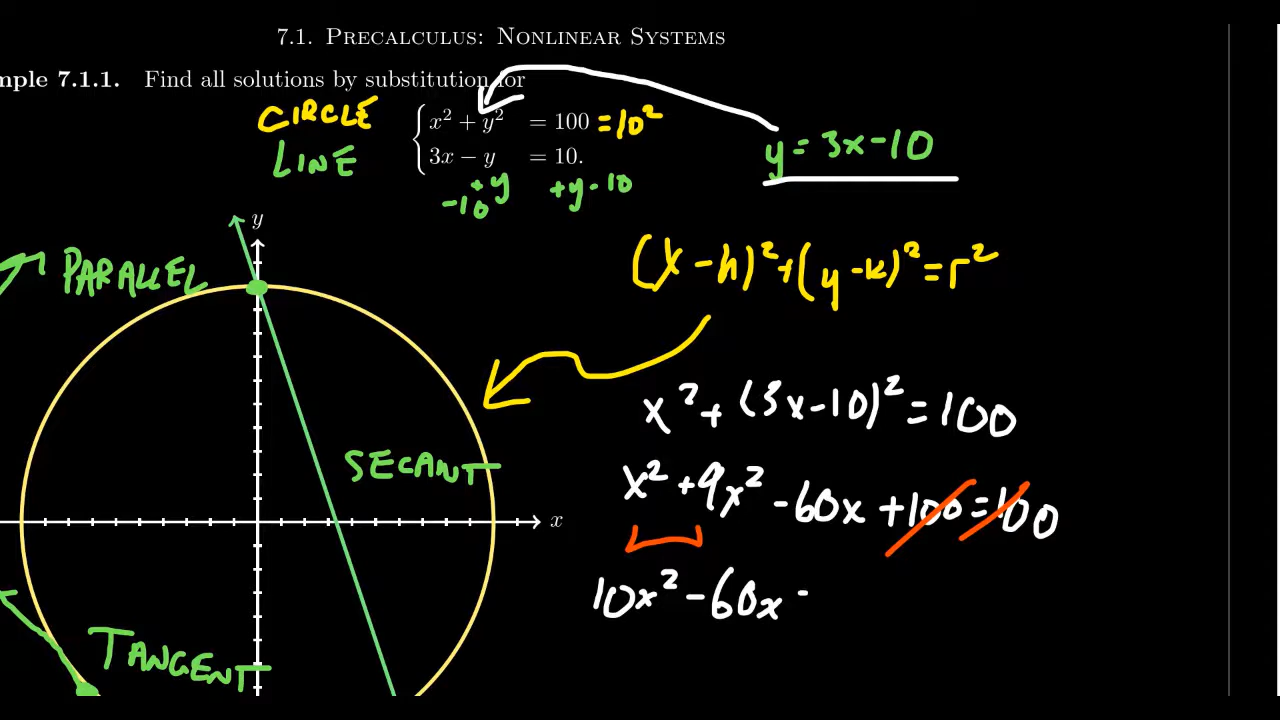 7.1. PRECALCULUS: NONLINEAR SYSTEMS
mple 7.1.1. Find all solutions by substitution for
CIRCLE x² + y² = 100 = 10²
LINE 3x − y = 10.
y = 3x - 10
-10 + y + y - 10
y
PARALLEL
(x - h)² + (y - k)² = r²
x² + (3x - 10)² = 100
SECANT
x² + 9x² - 60x + 100 = 100
x
10x² - 60x -
TANGENT